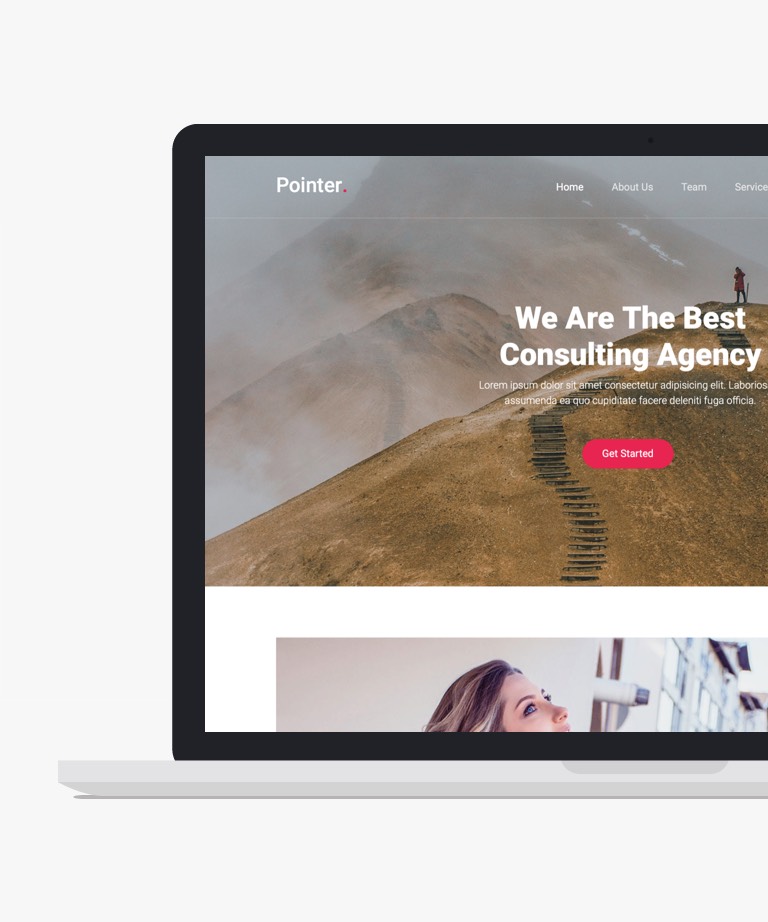 Pointer.
Home About Us Team Service
We Are The Best
Consulting Agency
Lorem ipsum dolor sit amet consectetur adipisicing elit. Laborios
assumenda ea quo cupiditate facere deleniti fuga officia.
Get Started